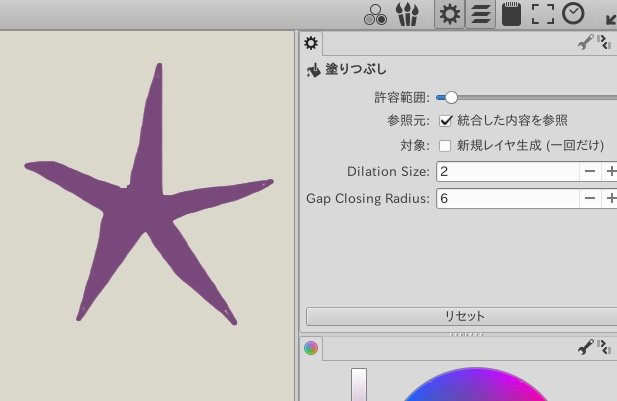 塗りつぶし
許容範囲:
参照元: 統合した内容を参照
対象: 新規レイヤ生成 (一回だけ)
Dilation Size: 2
Gap Closing Radius: 6
リセット